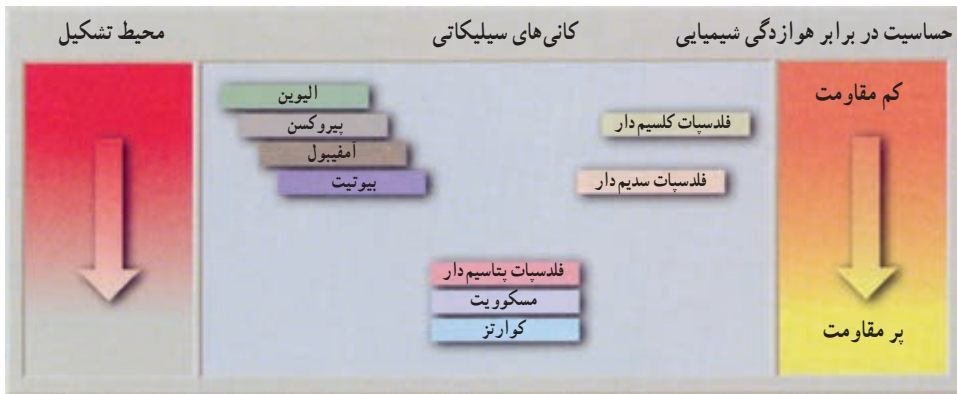 حساسیت در برابر هوازدگی شیمیایی
کانی‌های سیلیکاتی
محیط تشکیل
کم مقاومت
پر مقاومت
فلدسپات کلسیم‌دار
فلدسپات سدیم‌دار
الیوین
پیروکسن
آمفیبول
بیوتیت
فلدسپات پتاسیم‌دار
مسکوویت
کوارتز